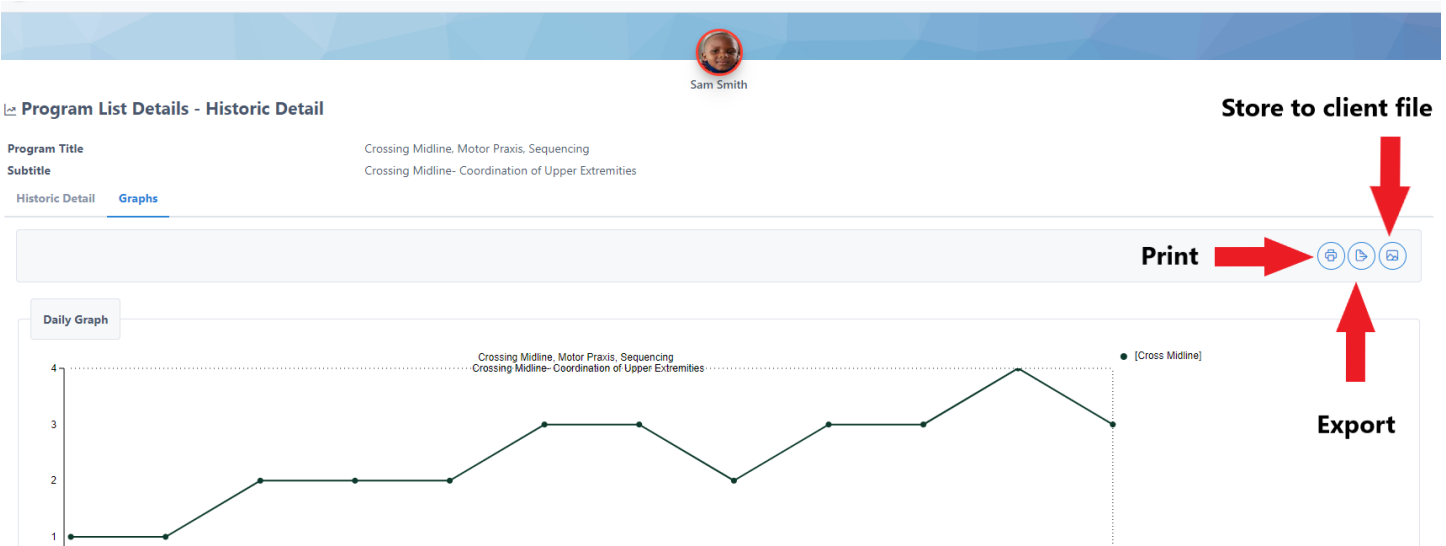 Sam Smith
Program List Details - Historic Detail
Store to client file
Program Title Crossing Midline, Motor Praxis, Sequencing
Subtitle Crossing Midline- Coordination of Upper Extremities
Historic Detail Graphs
Print
Export
Daily Graph
Crossing Midline, Motor Praxis, Sequencing
Crossing Midline- Coordination of Upper Extremities
[Cross Midline]
4
3
2
1